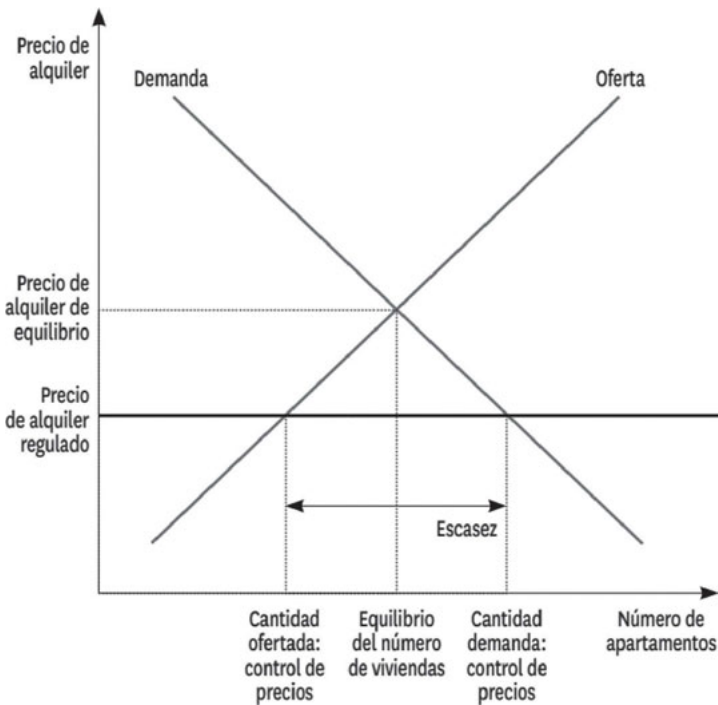 Precio de
alquiler
Demanda
Oferta
Precio de
alquiler de
equilibrio
Precio
de alquiler
regulado
Escasez
Cantidad
ofertada:
control de
precios
Equilibrio
del número
de viviendas
Cantidad
demanda:
control de
precios
Número de
apartamentos